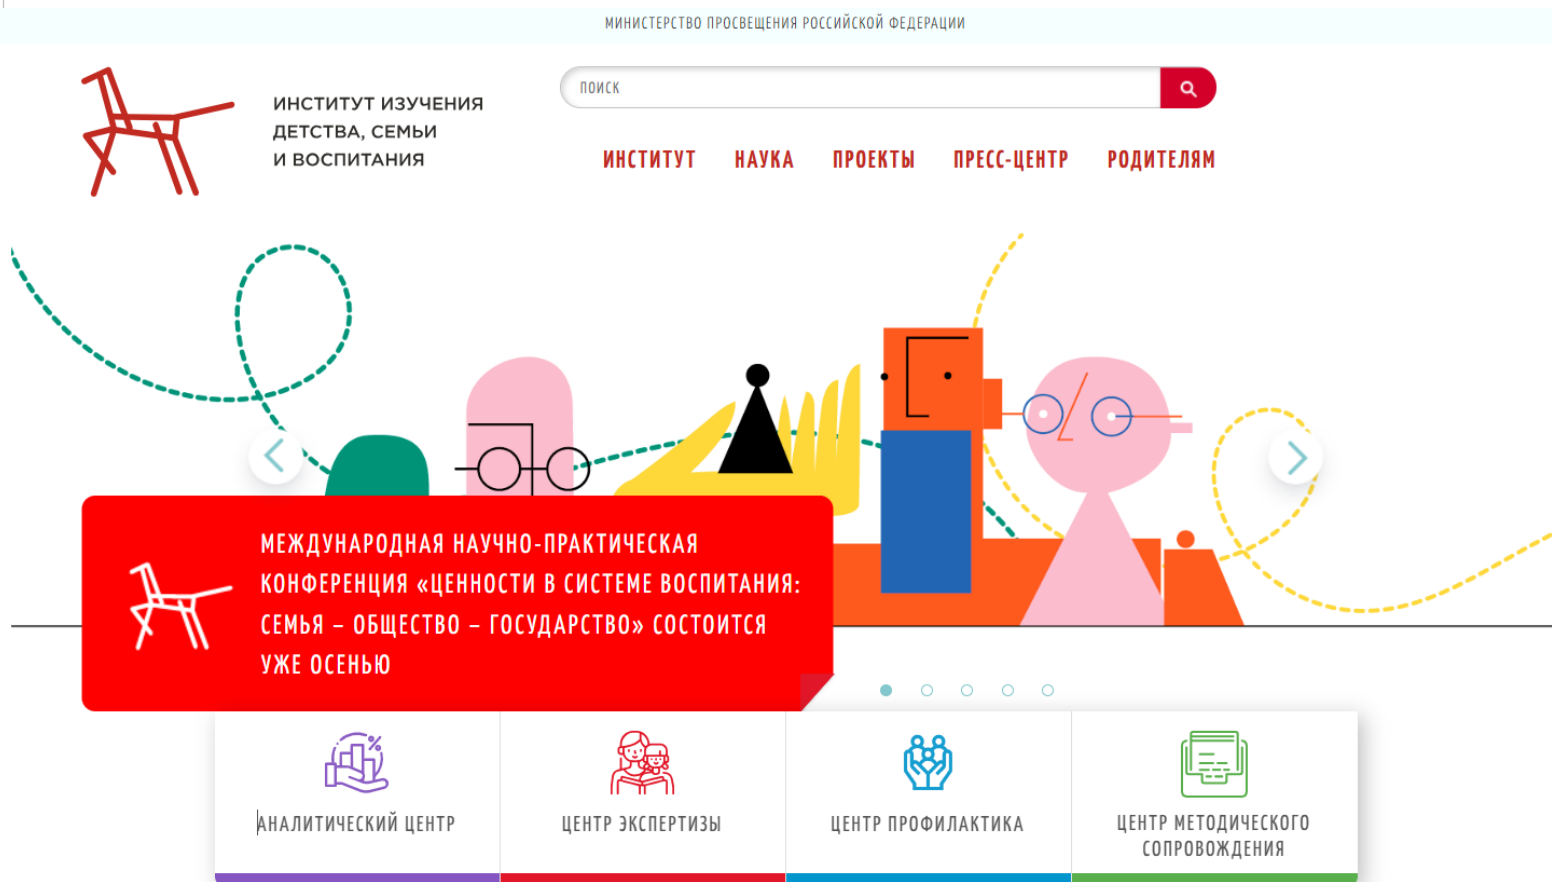 МИНИСТЕРСТВО ПРОСВЕЩЕНИЯ РОССИЙСКОЙ ФЕДЕРАЦИИ
ИНСТИТУТ ИЗУЧЕНИЯ
ДЕТСТВА, СЕМЬИ
И ВОСПИТАНИЯ
ПОИСК
ИНСТИТУТ НАУКА ПРОЕКТЫ ПРЕСС-ЦЕНТР РОДИТЕЛЯМ
МЕЖДУНАРОДНАЯ НАУЧНО-ПРАКТИЧЕСКАЯ
КОНФЕРЕНЦИЯ «ЦЕННОСТИ В СИСТЕМЕ ВОСПИТАНИЯ:
СЕМЬЯ – ОБЩЕСТВО – ГОСУДАРСТВО» СОСТОИТСЯ
УЖЕ ОСЕНЬЮ
АНАЛИТИЧЕСКИЙ ЦЕНТР
ЦЕНТР ЭКСПЕРТИЗЫ
ЦЕНТР ПРОФИЛАКТИКА
ЦЕНТР МЕТОДИЧЕСКОГО
СОПРОВОЖДЕНИЯ